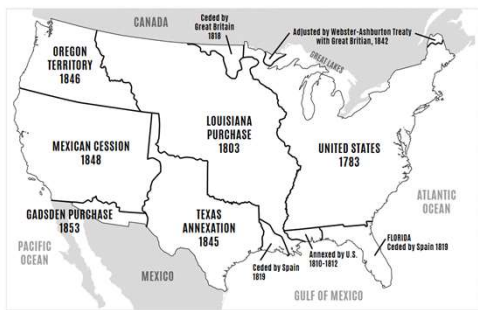 CANADA
Ceded by
Great Britain
1818
Adjusted by Webster-Ashburton Treaty
with Great Britian, 1842
GREAT LAKES
OREGON
TERRITORY
1846
LOUISIANA
PURCHASE
1803
MEXICAN CESSION
1848
UNITED STATES
1783
ATLANTIC
OCEAN
GADSDEN PURCHASE
1853
TEXAS
ANNEXATION
1845
PACIFIC
OCEAN
MEXICO
Ceded by Spain
1819
Annexed by U.S.
1810-1812
FLORIDA
Ceded by Spain 1819
GULF OF MEXICO